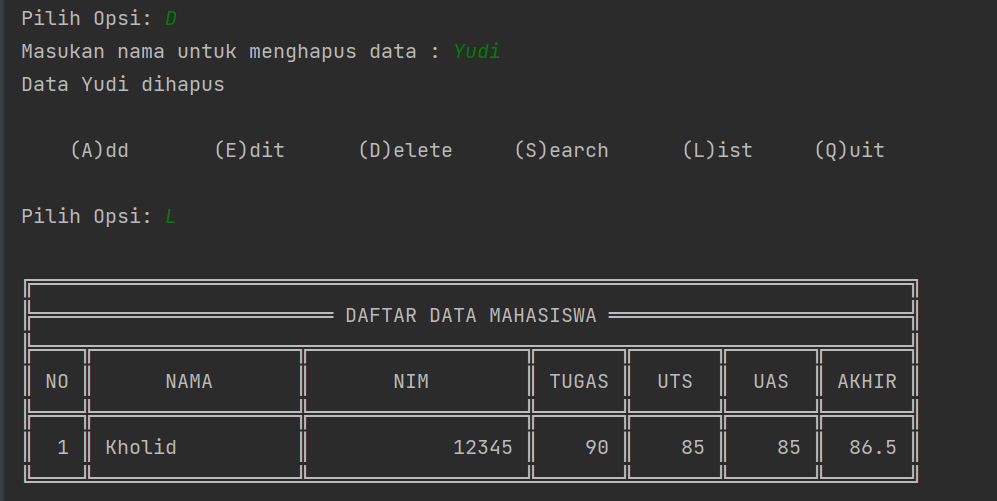 Pilih Opsi: D
Masukan nama untuk menghapus data : Yudi
Data Yudi dihapus
(A)dd (E)dit (D)elete (S)earch (L)ist (Q)uit
Pilih Opsi: L
DAFTAR DATA MAHASISWA
NO NAMA NIM TUGAS UTS UAS AKHIR
1 Kholid 12345 90 85 85 86.5